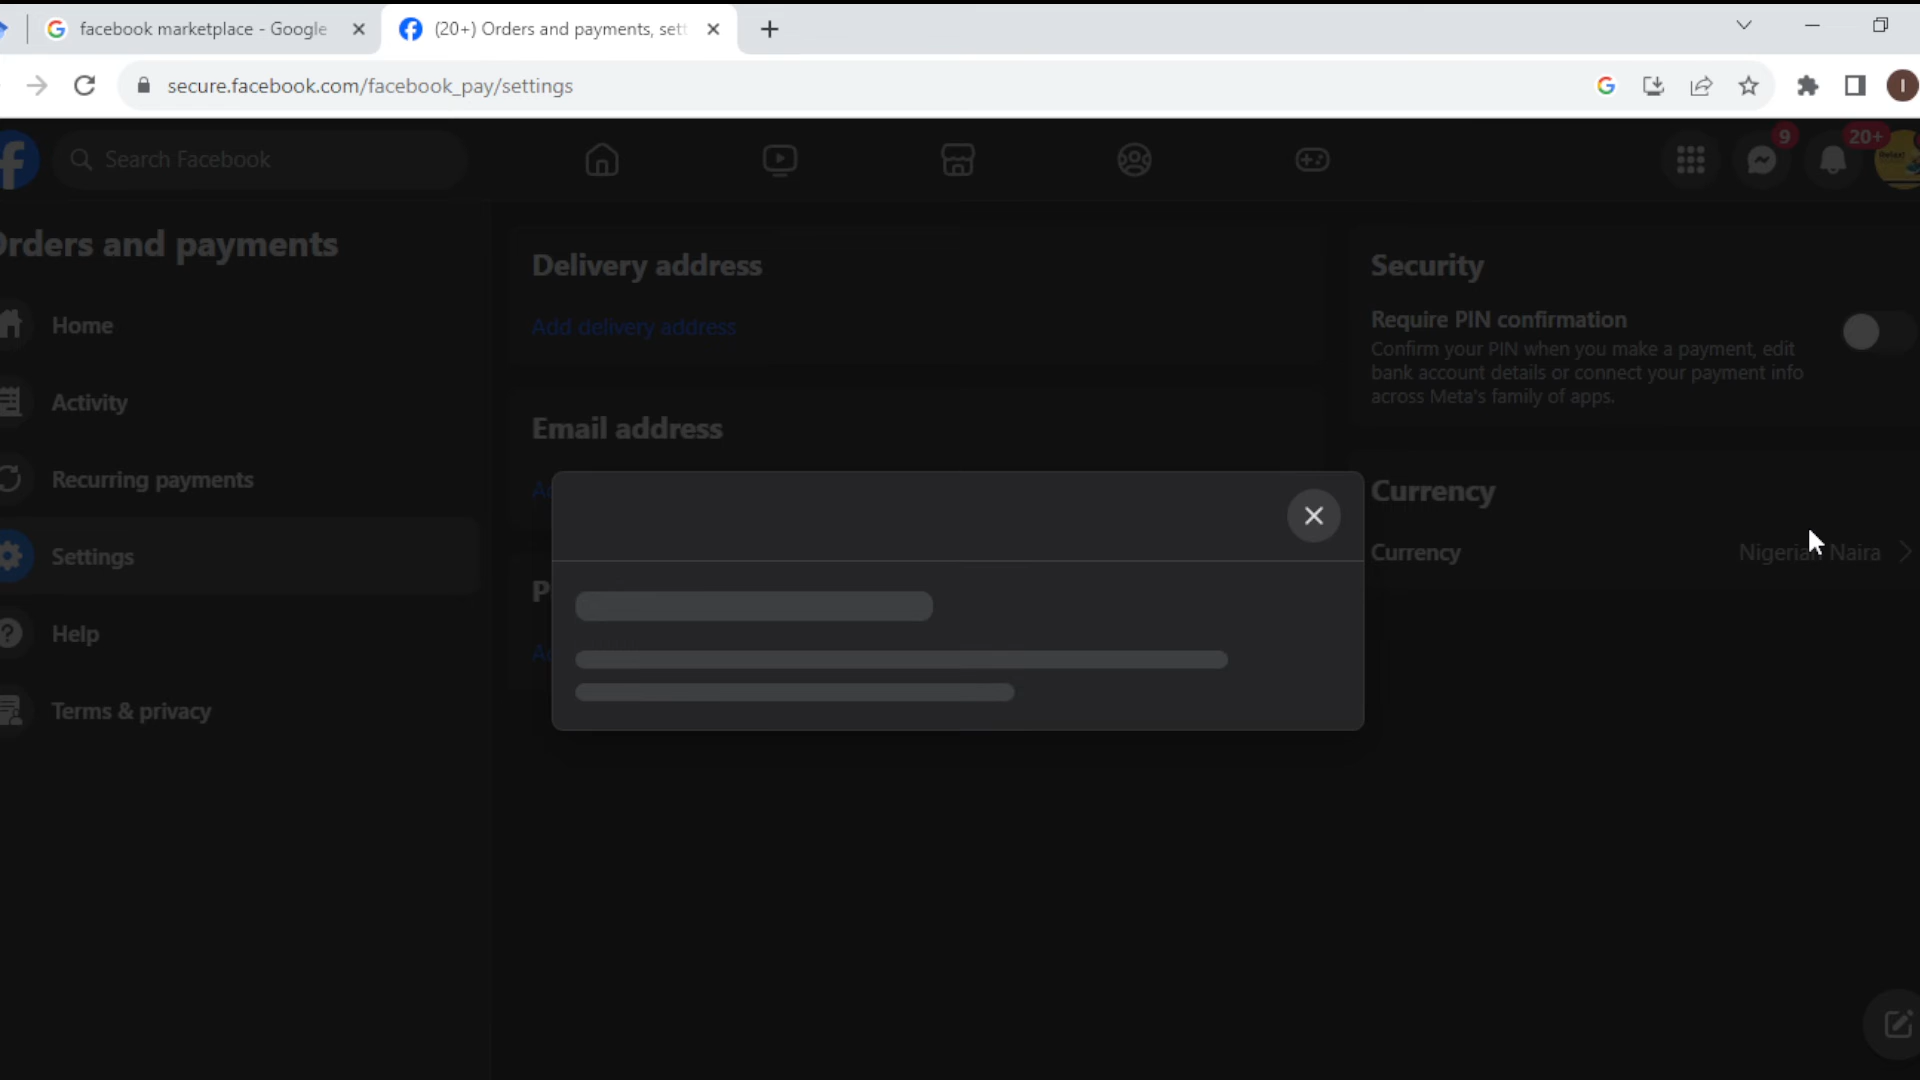 facebook marketplace - Google
(20+) Orders and payments, sett
secure.facebook.com/facebook_pay/settings
Search Facebook
9
20+
Orders and payments
Home
Activity
Recurring payments
Settings
Help
Terms & privacy
Delivery address
Add delivery address
Email address
Security
Require PIN confirmation
Confirm your PIN when you make a payment, edit
bank account details or connect your payment info
across Meta's family of apps.
Currency
Currency
Nigerian Naira